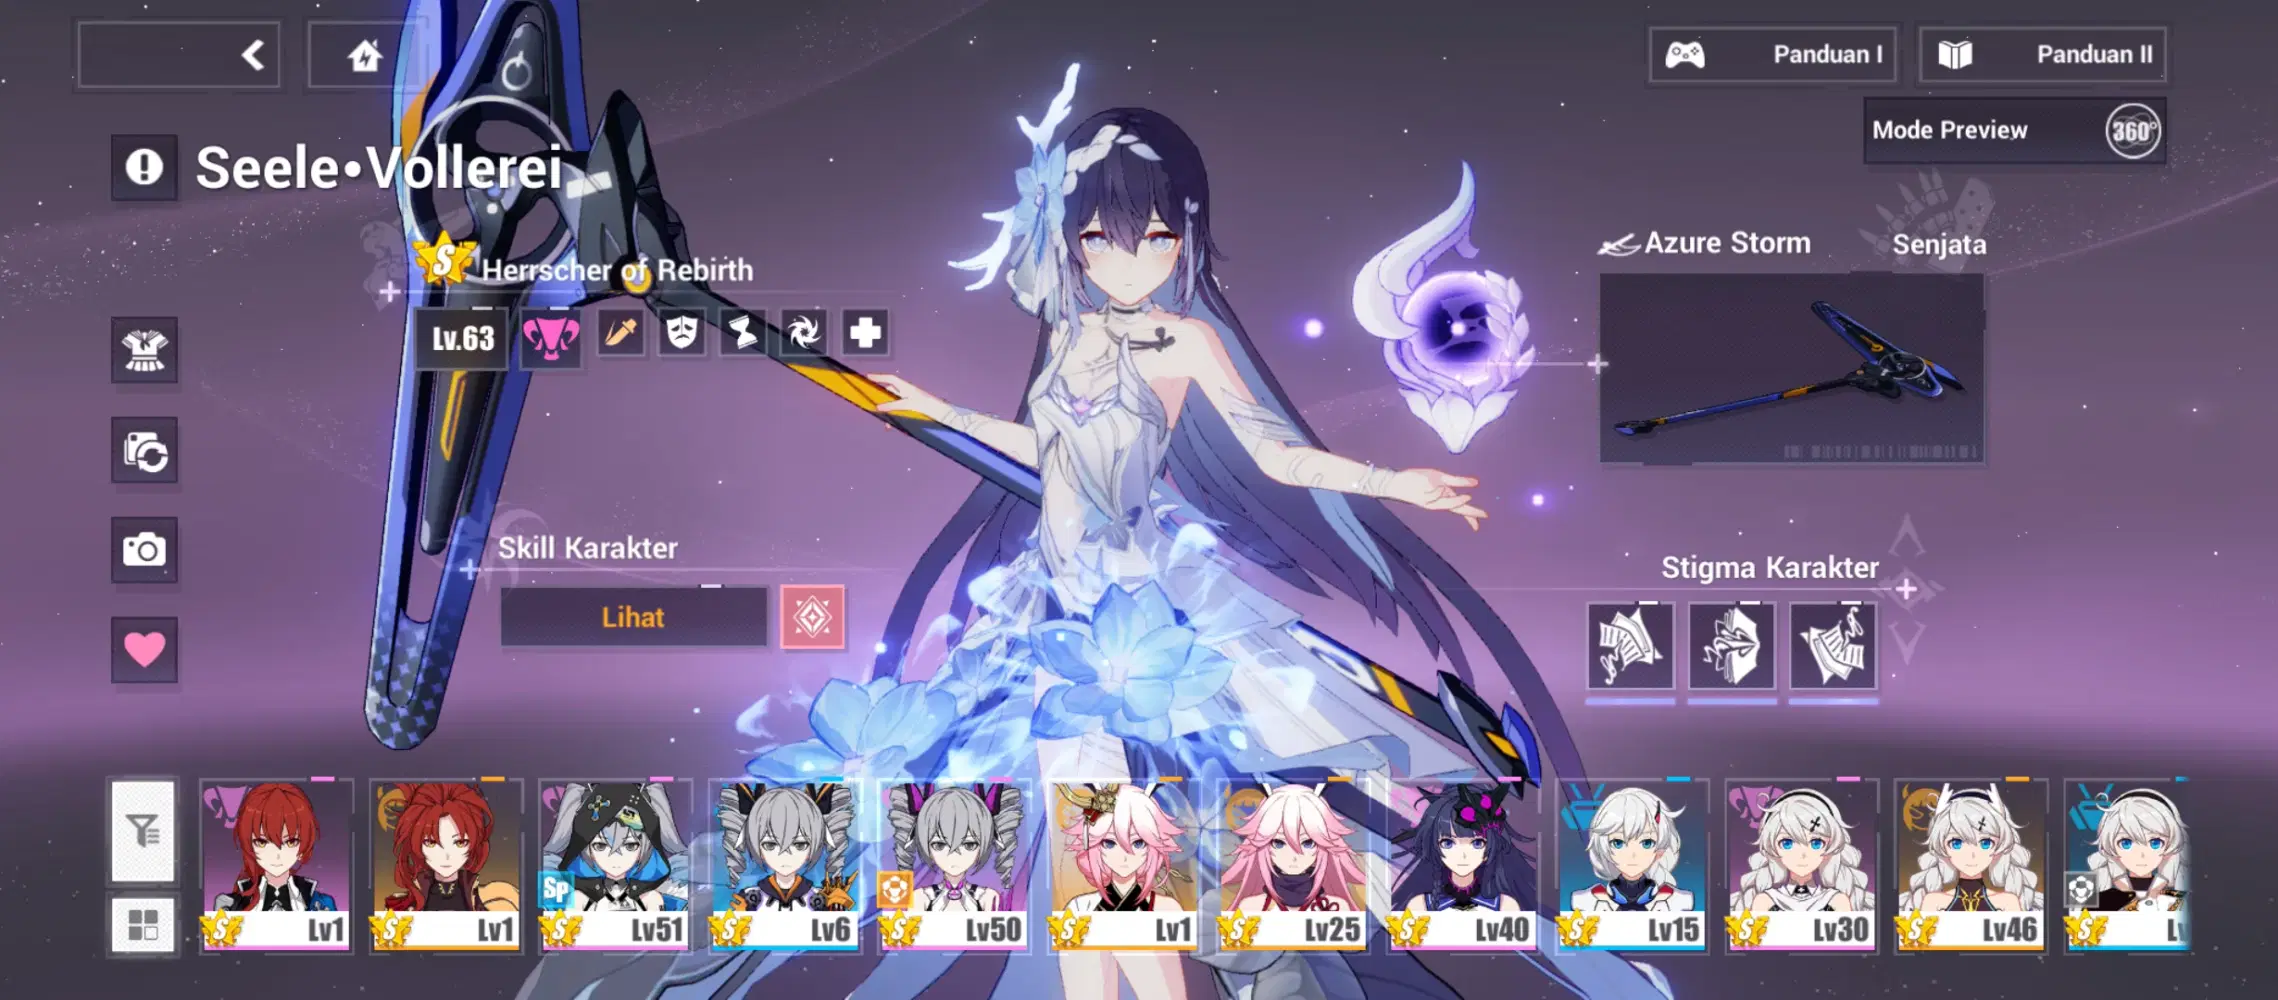 Panduan I
Panduan II
Mode Preview
360°
Seele•Vollerei
S
Herrscher of Rebirth
Lv.63
Azure Storm
Senjata
Skill Karakter
Lihat
Stigma Karakter
Sp
S Lv1
S Lv1
S Lv51
S Lv6
S Lv50
S Lv1
S Lv25
S Lv40
S Lv15
S Lv30
S Lv46
S